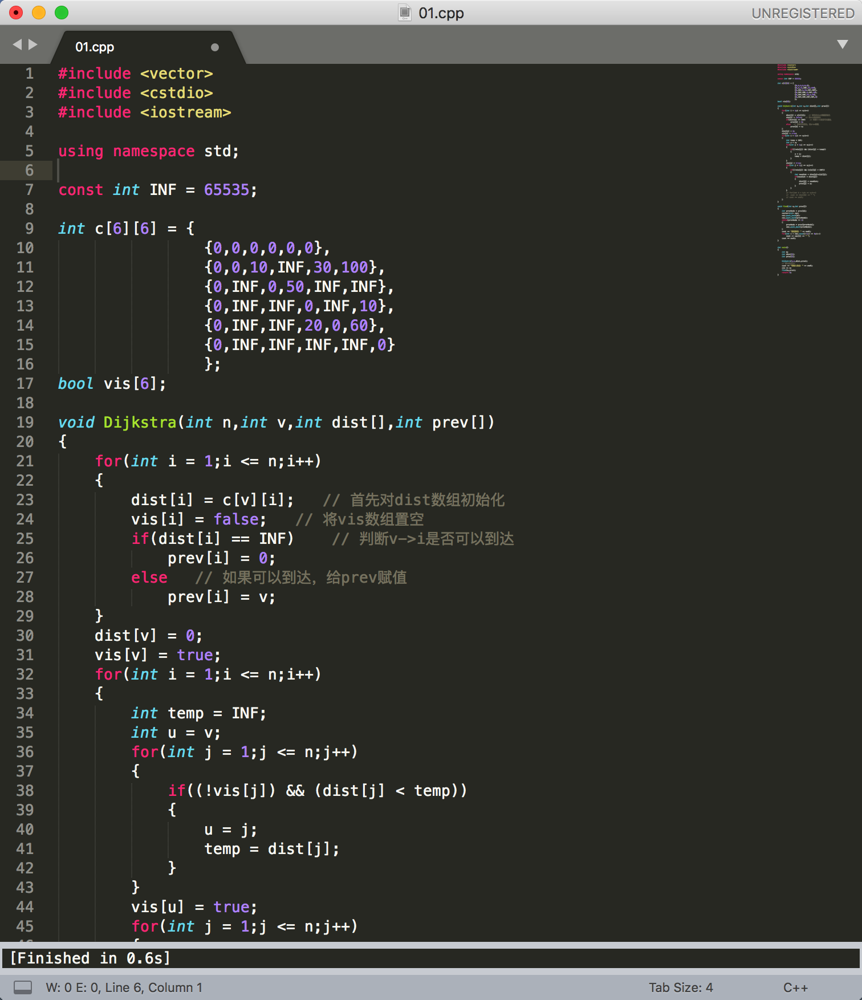 01.cpp
UNREGISTERED
01.cpp
1 #include <vector>
2 #include <cstdio>
3 #include <iostream>
4
5 using namespace std;
6
7 const int INF = 65535;
8
9 int c[6][6] = {
10 {0,0,0,0,0,0},
11 {0,0,10,INF,30,100},
12 {0,INF,0,50,INF,INF},
13 {0,INF,INF,0,INF,10},
14 {0,INF,INF,20,0,60},
15 {0,INF,INF,INF,INF,0}
16 };
17 bool vis[6];
18
19 void Dijkstra(int n,int v,int dist[],int prev[])
20 {
21 for(int i = 1;i <= n;i++)
22 {
23 dist[i] = c[v][i]; // 首先对dist数组初始化
24 vis[i] = false; // 将vis数组置空
25 if(dist[i] == INF) // 判断v->i是否可以到达
26 prev[i] = 0;
27 else // 如果可以到达，给prev赋值
28 prev[i] = v;
29 }
30 dist[v] = 0;
31 vis[v] = true;
32 for(int i = 1;i <= n;i++)
33 {
34 int temp = INF;
35 int u = v;
36 for(int j = 1;j <= n;j++)
37 {
38 if((!vis[j]) && (dist[j] < temp))
39 {
40 u = j;
41 temp = dist[j];
42 }
43 }
44 vis[u] = true;
45 for(int j = 1;j <= n;j++)
[Finished in 0.6s]
W: 0 E: 0, Line 6, Column 1
Tab Size: 4
C++